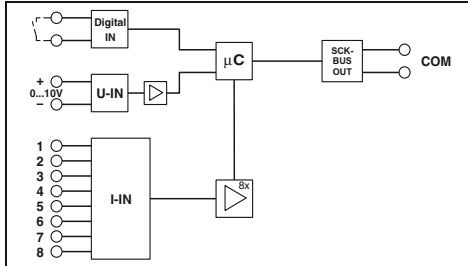 Digital
IN
+
0...10V
−
U-IN
µC
SCK-
BUS
OUT
COM
1
2
3
4
5
6
7
8
I-IN
8x